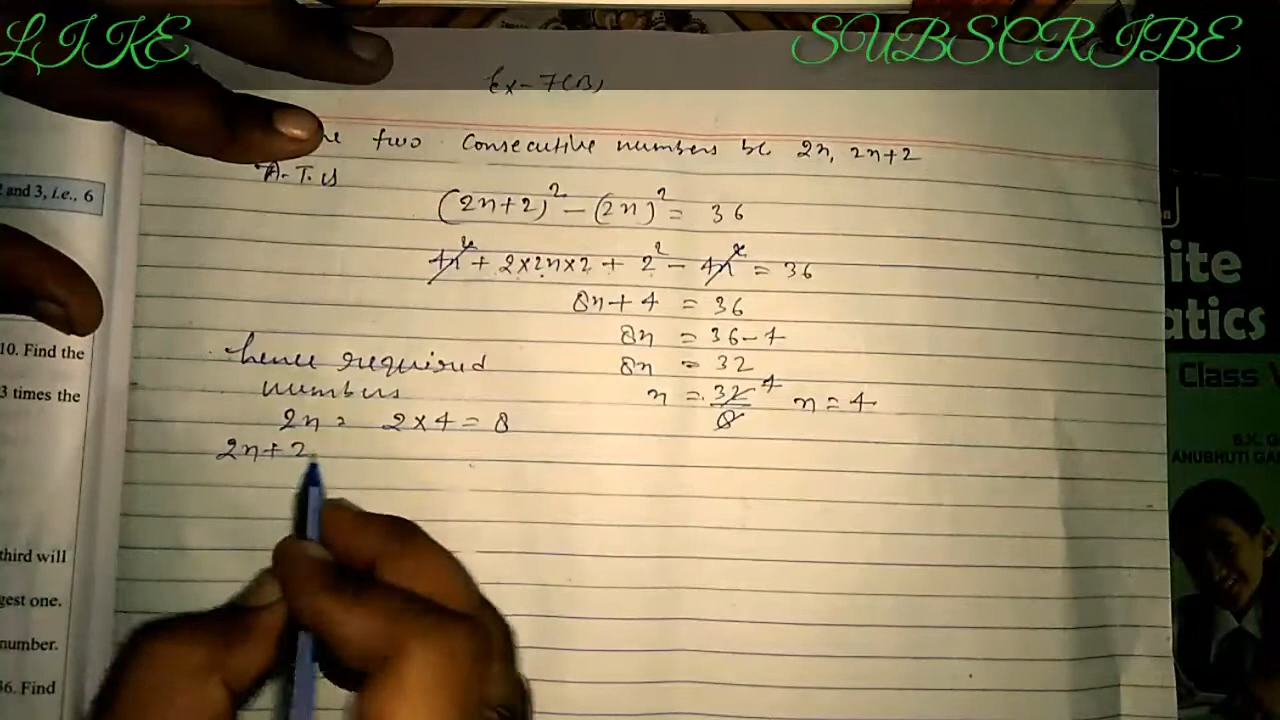 LIKE
SUBSCRIBE
Ex-7(B)
two Consecutive numbers be 2n, 2n+2
A.T.Q
(2n+2)² - (2n)² = 36
4n² + 2×2n×2 + 2² - 4n² = 36
8n + 4 = 36
8n = 36-4
8n = 32
n = 32/8 4 n = 4
hence required
numbers
2n = 2×4 = 8
2n+2
and 3, i.e., 6
10. Find the
3 times the
third will
gest one.
number.
36. Find
ite
atics
Class V
S.K. G
ANUBHUTI GA